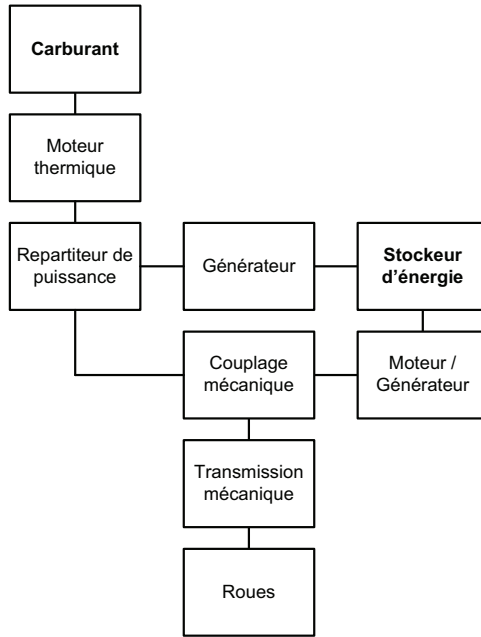 Carburant
Moteur
thermique
Repartiteur de
puissance
Générateur
Stockeur
d'énergie
Couplage
mécanique
Moteur /
Générateur
Transmission
mécanique
Roues